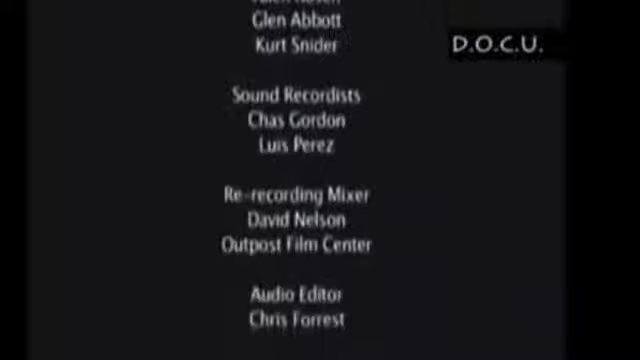 Glen Abbott
Kurt Snider
D.O.C.U.
Sound Recordists
Chas Gordon
Luis Perez
Re-recording Mixer
David Nelson
Outpost Film Center
Audio Editor
Chris Forrest